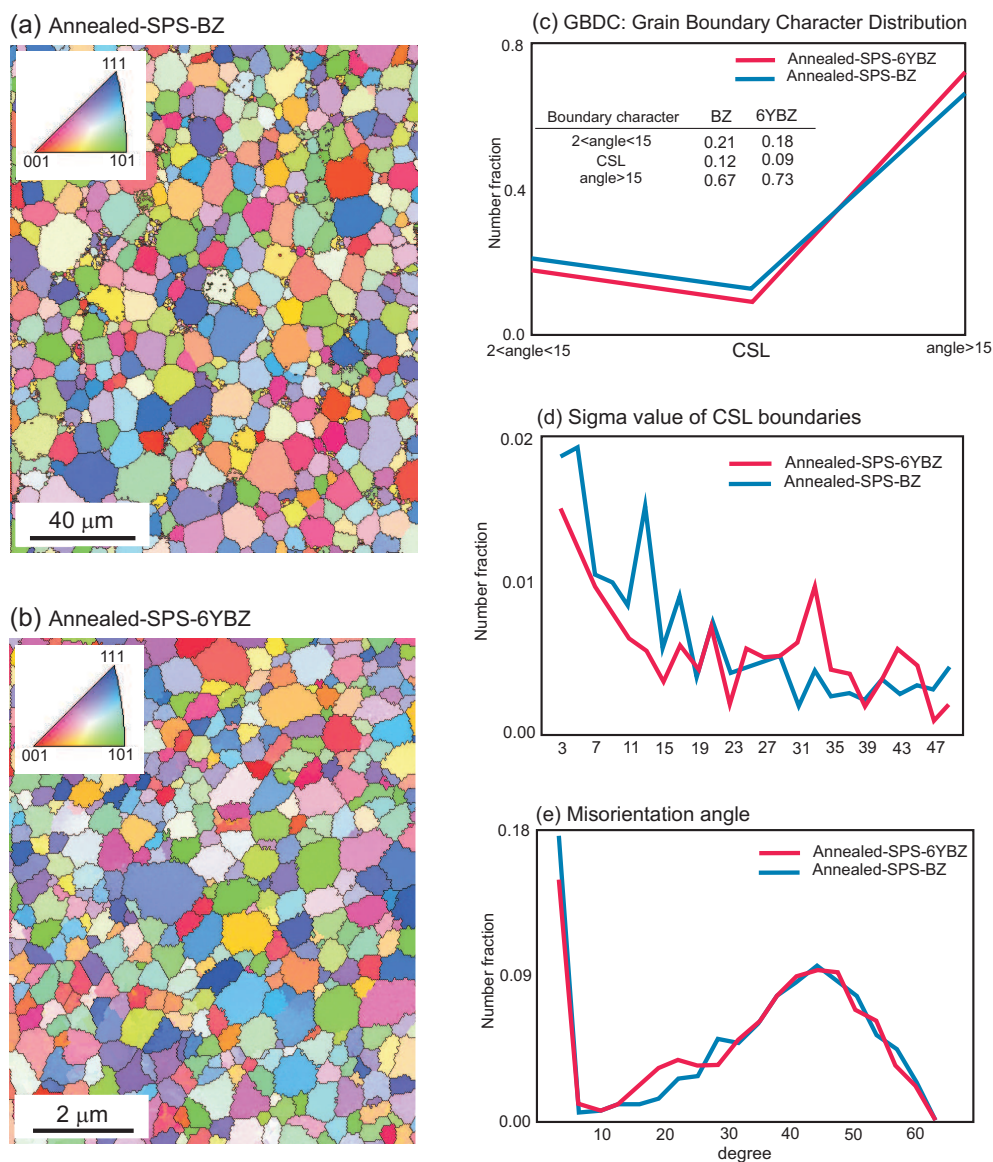 (a) Annealed-SPS-BZ
111
001
101
40 μm
(b) Annealed-SPS-6YBZ
111
001
101
2 μm
(c) GBDC: Grain Boundary Character Distribution
0.8
Annealed-SPS-6YBZ
Annealed-SPS-BZ
Boundary character BZ 6YBZ
2<angle<15 0.21 0.18
CSL 0.12 0.09
angle>15 0.67 0.73
0.4
Number fraction
0.0
2<angle<15 CSL angle>15
(d) Sigma value of CSL boundaries
0.02
Annealed-SPS-6YBZ
Annealed-SPS-BZ
0.01
Number fraction
0.00
3 7 11 15 19 23 27 31 35 39 43 47
(e) Misorientation angle
0.18
Annealed-SPS-6YBZ
Annealed-SPS-BZ
0.09
Number fraction
0.00
10 20 30 40 50 60
degree